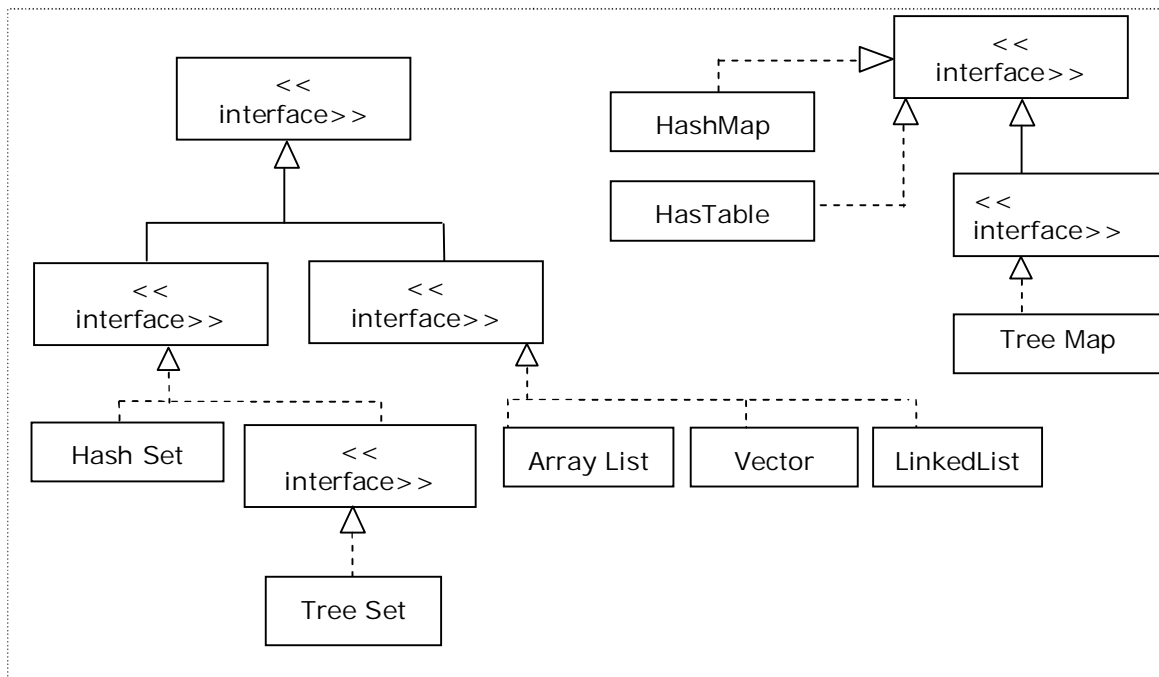 <<
interface>>
<<
interface>>
HashMap
HasTable
<<
interface>>
<<
interface>>
<<
interface>>
Tree Map
Hash Set
<<
interface>>
Array List
Vector
LinkedList
Tree Set